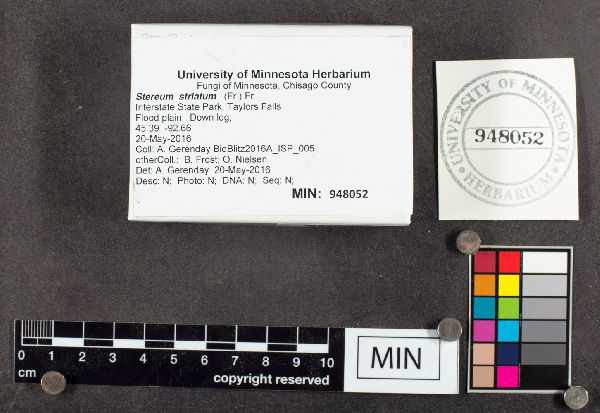 University of Minnesota Herbarium
Fungi of Minnesota, Chisago County
Stereum striatum (Fr.) Fr.
Interstate State Park, Taylors Falls
Flood plain; Down log;
45.39 -92.66
20-May-2016
Coll: A. Gerenday BioBlitz2016A_ISP_005
otherColl.: B. Frost; O. Nielsen
Det: A. Gerenday 20-May-2016
Desc: N; Photo: N; DNA: N; Seq: N;
MIN: 948052
UNIVERSITY OF MINNESOTA
948052
HERBARIUM
0 1 2 3 4 5 6 7 8 9 10
cm
copyright reserved
MIN